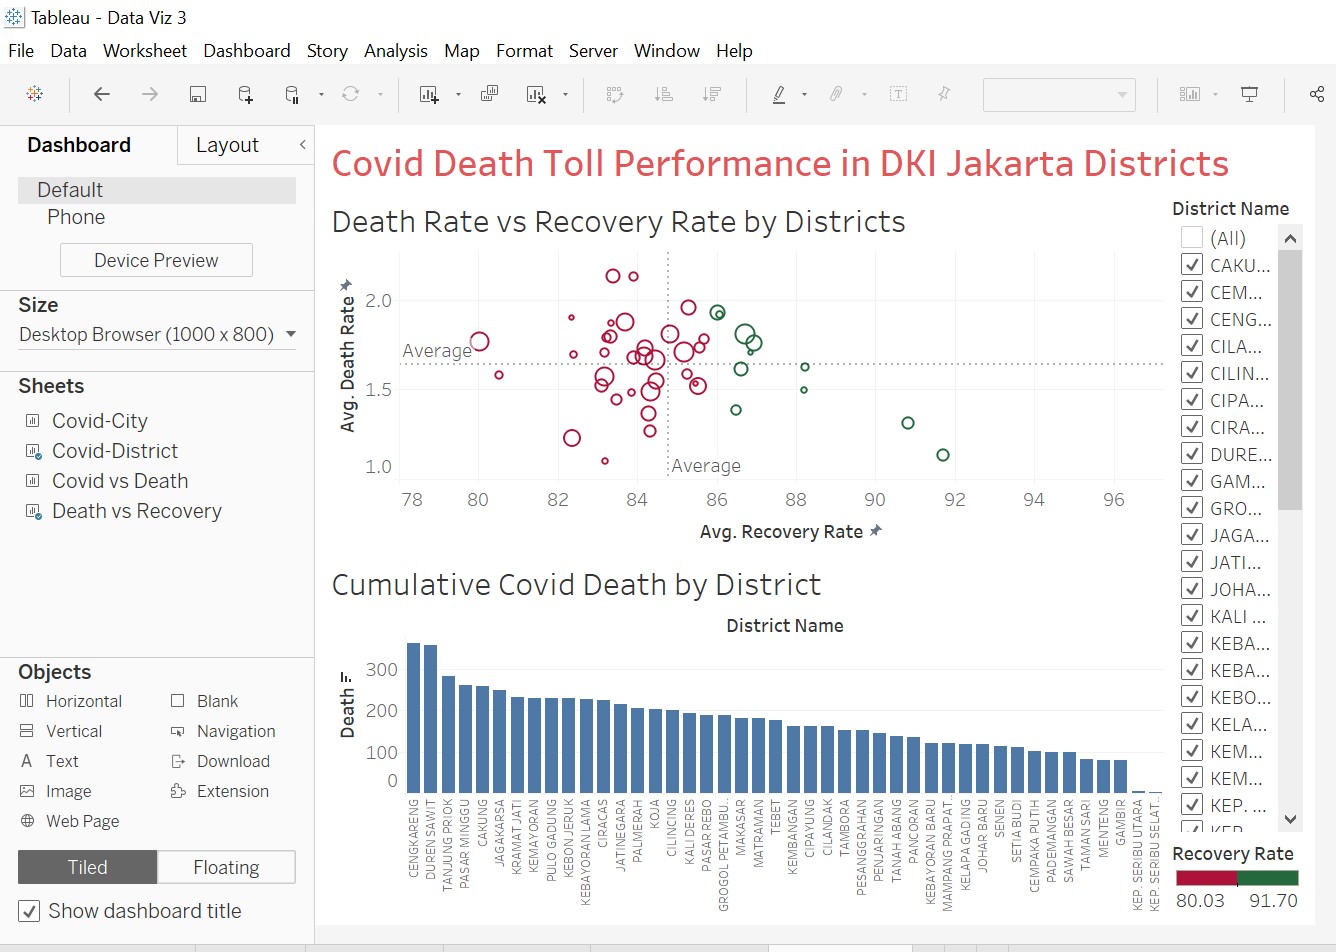 Tableau - Data Viz 3
File Data Worksheet Dashboard Story Analysis Map Format Server Window Help
Dashboard Layout
Default
Phone
Device Preview
Size
Desktop Browser (1000 x 800)
Sheets
Covid-City
Covid-District
Covid vs Death
Death vs Recovery
Objects
Horizontal Blank
Vertical Navigation
A Text Download
Image Extension
Web Page
Tiled Floating
Show dashboard title
Covid Death Toll Performance in DKI Jakarta Districts
Death Rate vs Recovery Rate by Districts
Avg. Death Rate
2.0
1.5
1.0
Average
Average
78 80 82 84 86 88 90 92 94 96
Avg. Recovery Rate
Cumulative Covid Death by District
District Name
Death
300
200
100
0
CENGKARENG
DUREN SAWIT
TANJUNG PRIOK
PASAR MINGGU
CAKUNG
JAGAKARSA
KRAMAT JATI
KEMAYORAN
PULO GADUNG
KEBON JERUK
KEBAYORAN LAMA
CIRACAS
JATINEGARA
PALMERAH
KOJA
CILINCING
KALI DERES
PASAR REBO
GROGOL PETAMBU..
MAKASAR
MATRAMAN
TEBET
KEMBANGAN
CIPAYUNG
CILANDAK
TAMBORA
PESANGGRAHAN
PENJARINGAN
TANAH ABANG
PANCORAN
KEBAYORAN BARU
MAMPANG PRAPAT..
KELAPA GADING
JOHAR BARU
SENEN
SETIA BUDI
CEMPAKA PUTIH
PADEMANGAN
SAWAH BESAR
TAMAN SARI
MENTENG
GAMBIR
KEP. SERIBU UTARA
KEP. SERIBU SELAT..
District Name
(All)
CAKU...
CEM...
CENG...
CILA...
CILIN...
CIPA...
CIRA...
DURE...
GAM...
GRO...
JAGA...
JATI...
JOHA...
KALI ...
KEBA...
KEBA...
KEBO...
KELA...
KEM...
KEM...
KEP. ...
Recovery Rate
80.03 91.70